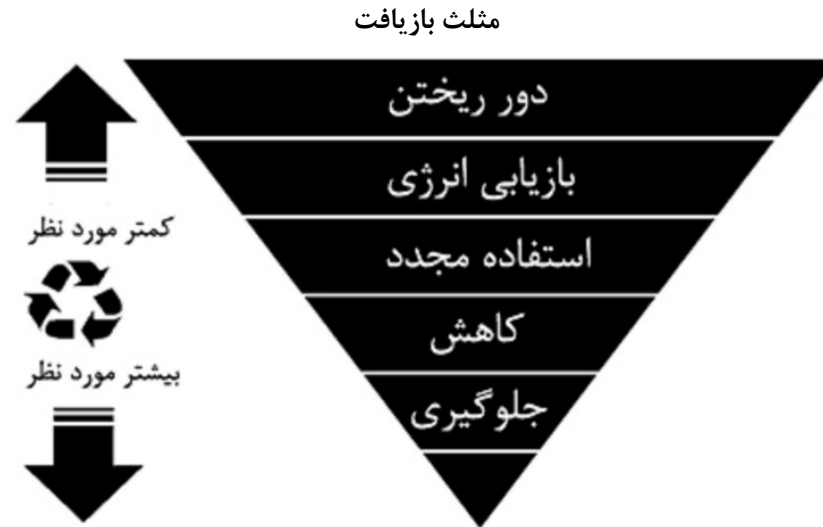 مثلث بازیافت
دور ریختن
بازیابی انرژی
استفاده مجدد
کاهش
جلوگیری
کمتر مورد نظر
بیشتر مورد نظر